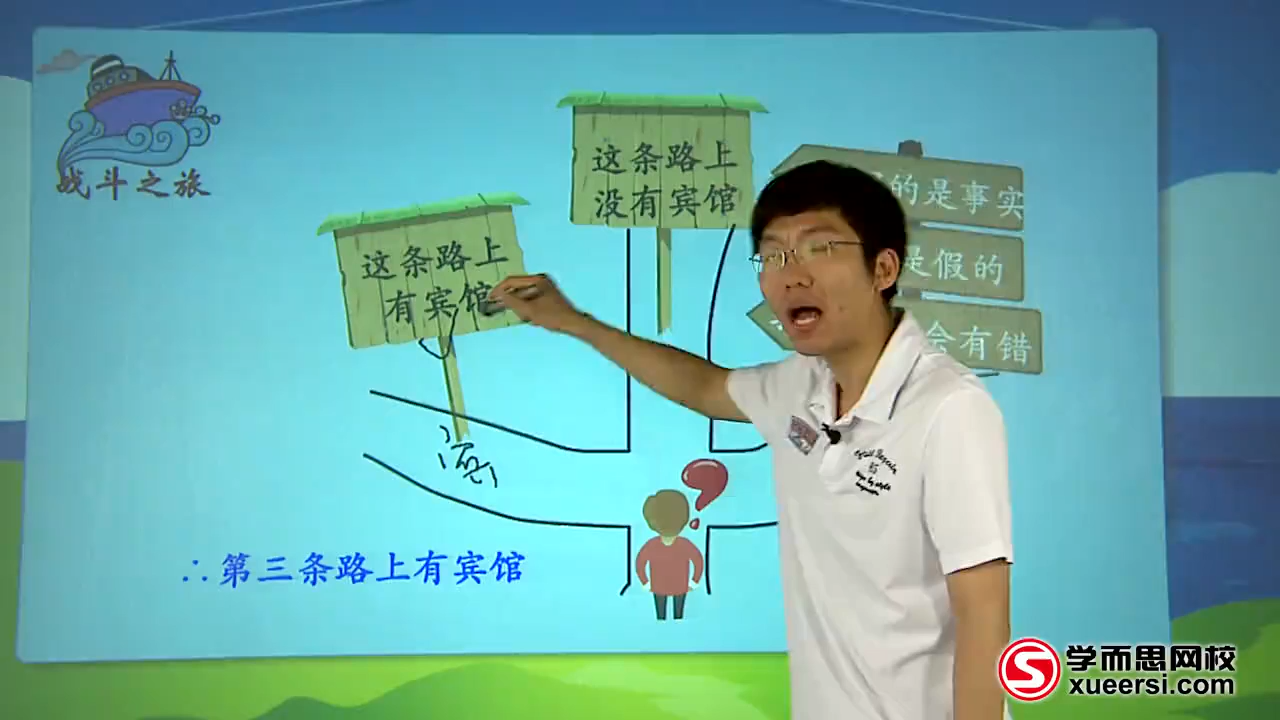 战斗之旅
这条路上
没有宾馆
这条路上
有宾馆
的是事实
是假的
会有错
∴第三条路上有宾馆
学而思网校
xueersi.com